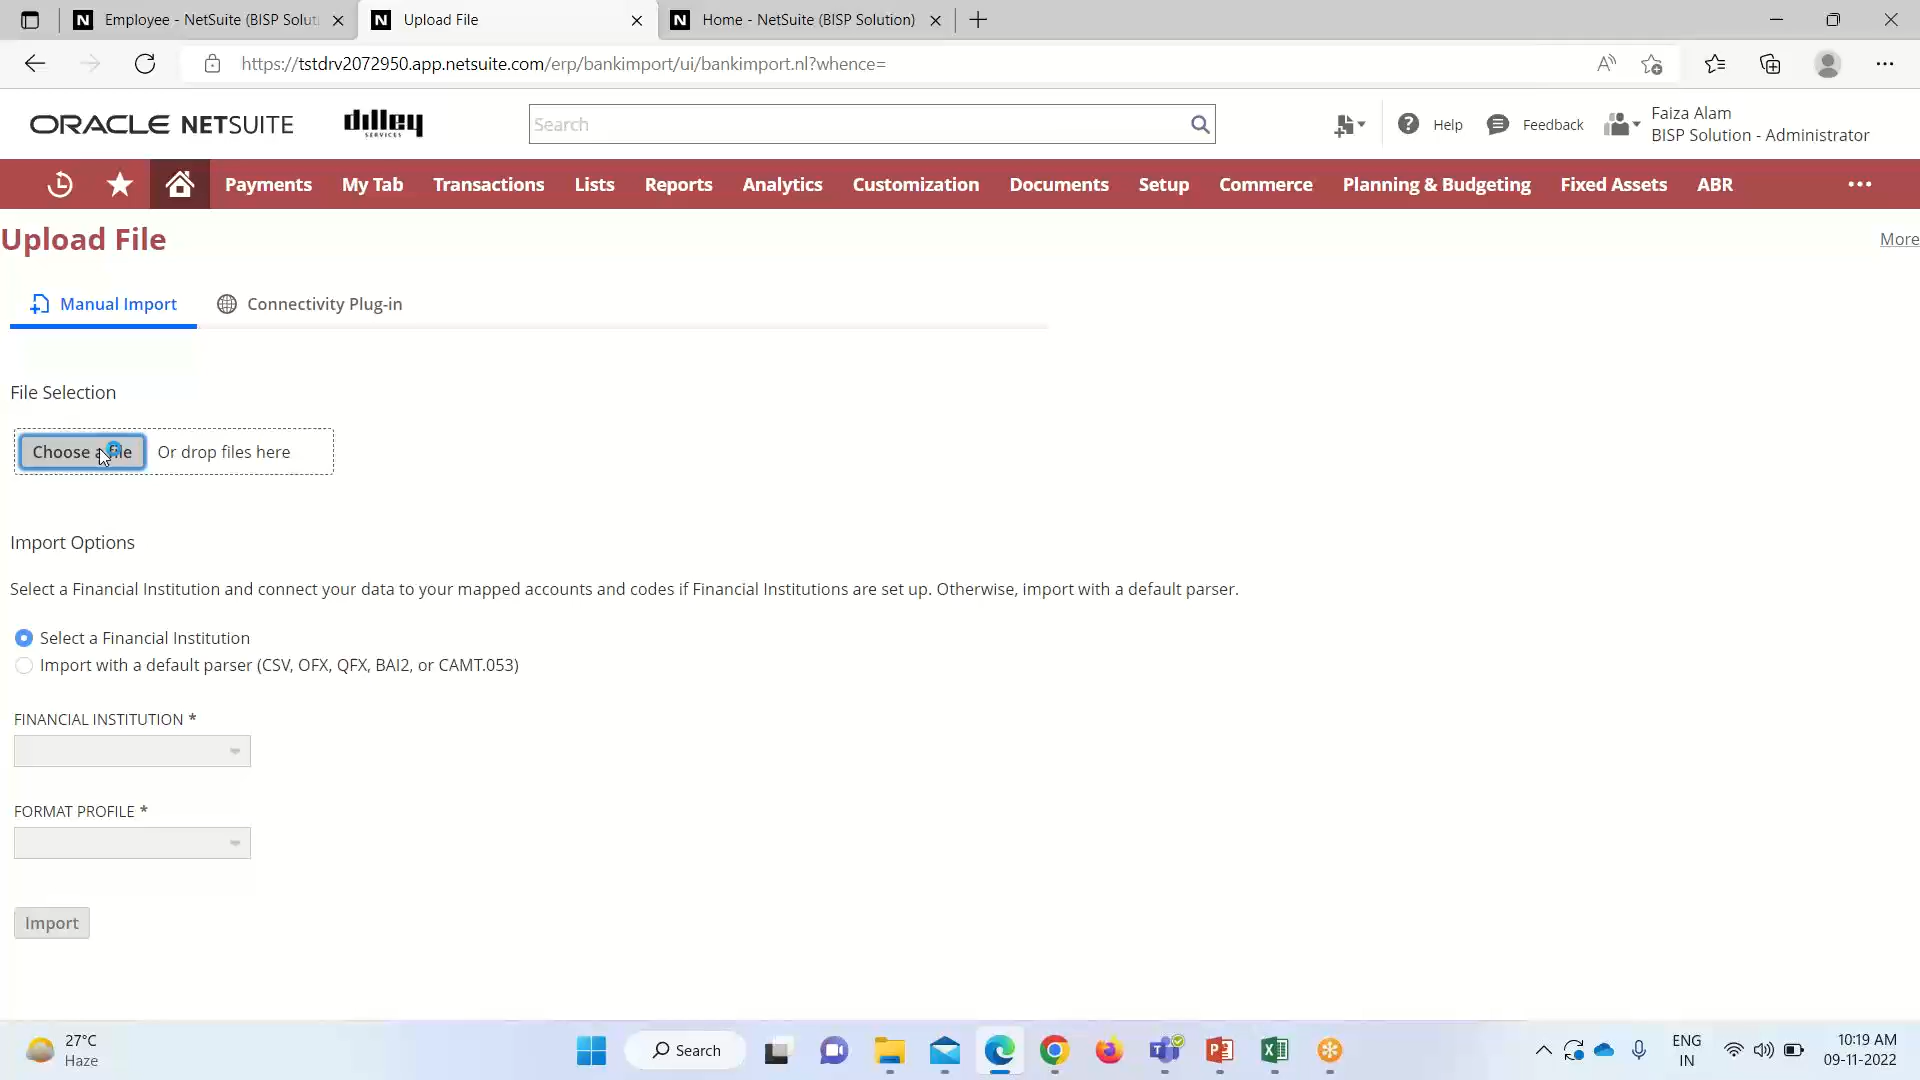 Employee - NetSuite (BISP Soluti
Upload File
Home - NetSuite (BISP Solution)
https://tstdrv2072950.app.netsuite.com/erp/bankimport/ui/bankimport.nl?whence=
ORACLE NETSUITE
dilley
SERVICES
Search
Help
Feedback
Faiza Alam
BISP Solution - Administrator
Payments
My Tab
Transactions
Lists
Reports
Analytics
Customization
Documents
Setup
Commerce
Planning & Budgeting
Fixed Assets
ABR
Upload File
More
Manual Import
Connectivity Plug-in
File Selection
Choose a file
Or drop files here
Import Options
Select a Financial Institution and connect your data to your mapped accounts and codes if Financial Institutions are set up. Otherwise, import with a default parser.
Select a Financial Institution
Import with a default parser (CSV, OFX, QFX, BAI2, or CAMT.053)
FINANCIAL INSTITUTION *
FORMAT PROFILE *
Import
27°C
Haze
Search
ENG
IN
10:19 AM
09-11-2022